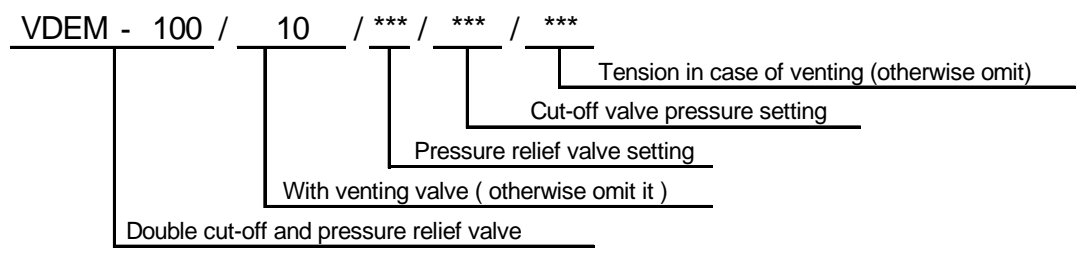 VDEM - 100 / 10 / *** / *** / ***
Tension in case of venting (otherwise omit)
Cut-off valve pressure setting
Pressure relief valve setting
With venting valve ( otherwise omit it )
Double cut-off and pressure relief valve